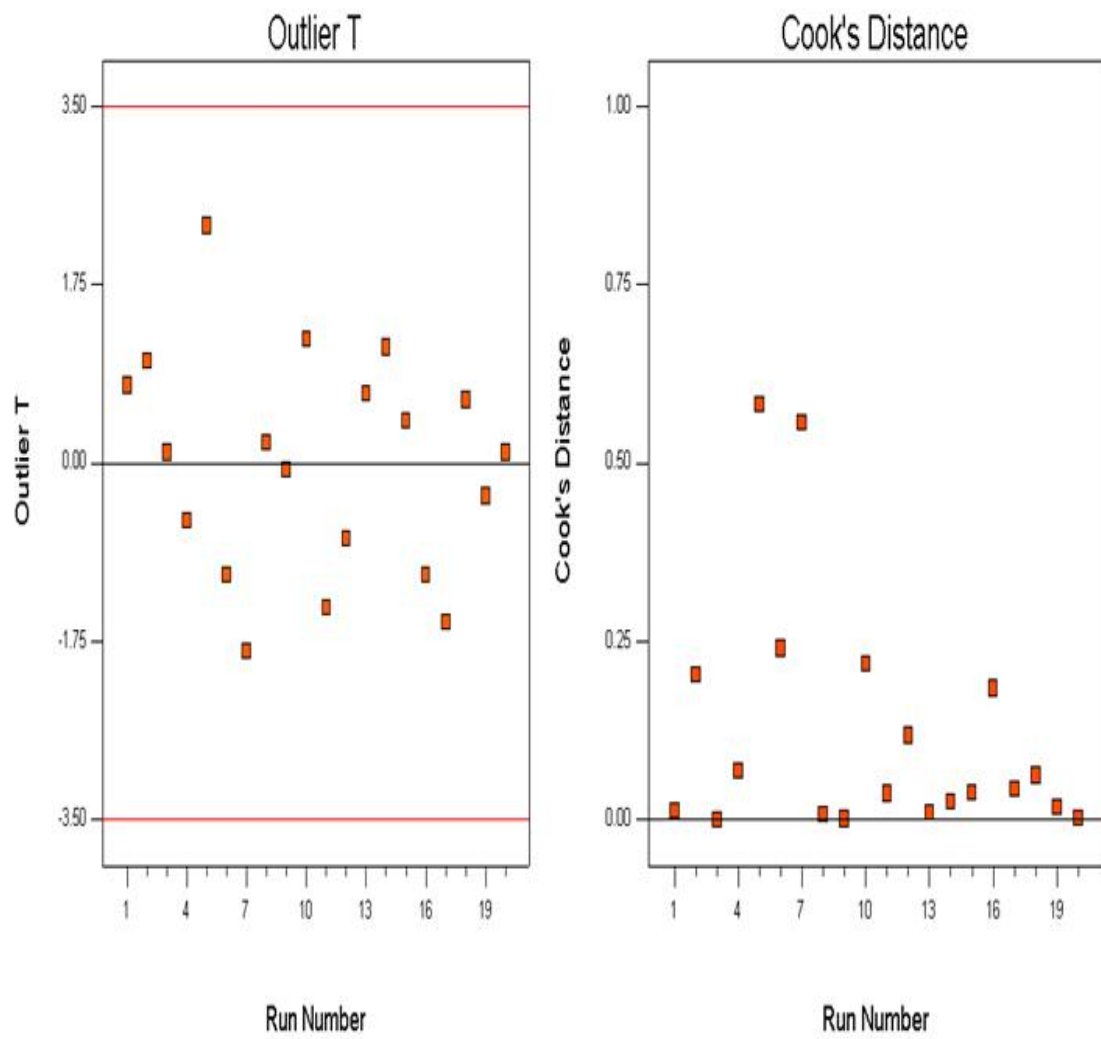 Outlier T
Outlier T
3.50
1.75
0.00
-1.75
-3.50
1 4 7 10 13 16 19
Run Number
Cook's Distance
Cook's Distance
1.00
0.75
0.50
0.25
0.00
1 4 7 10 13 16 19
Run Number